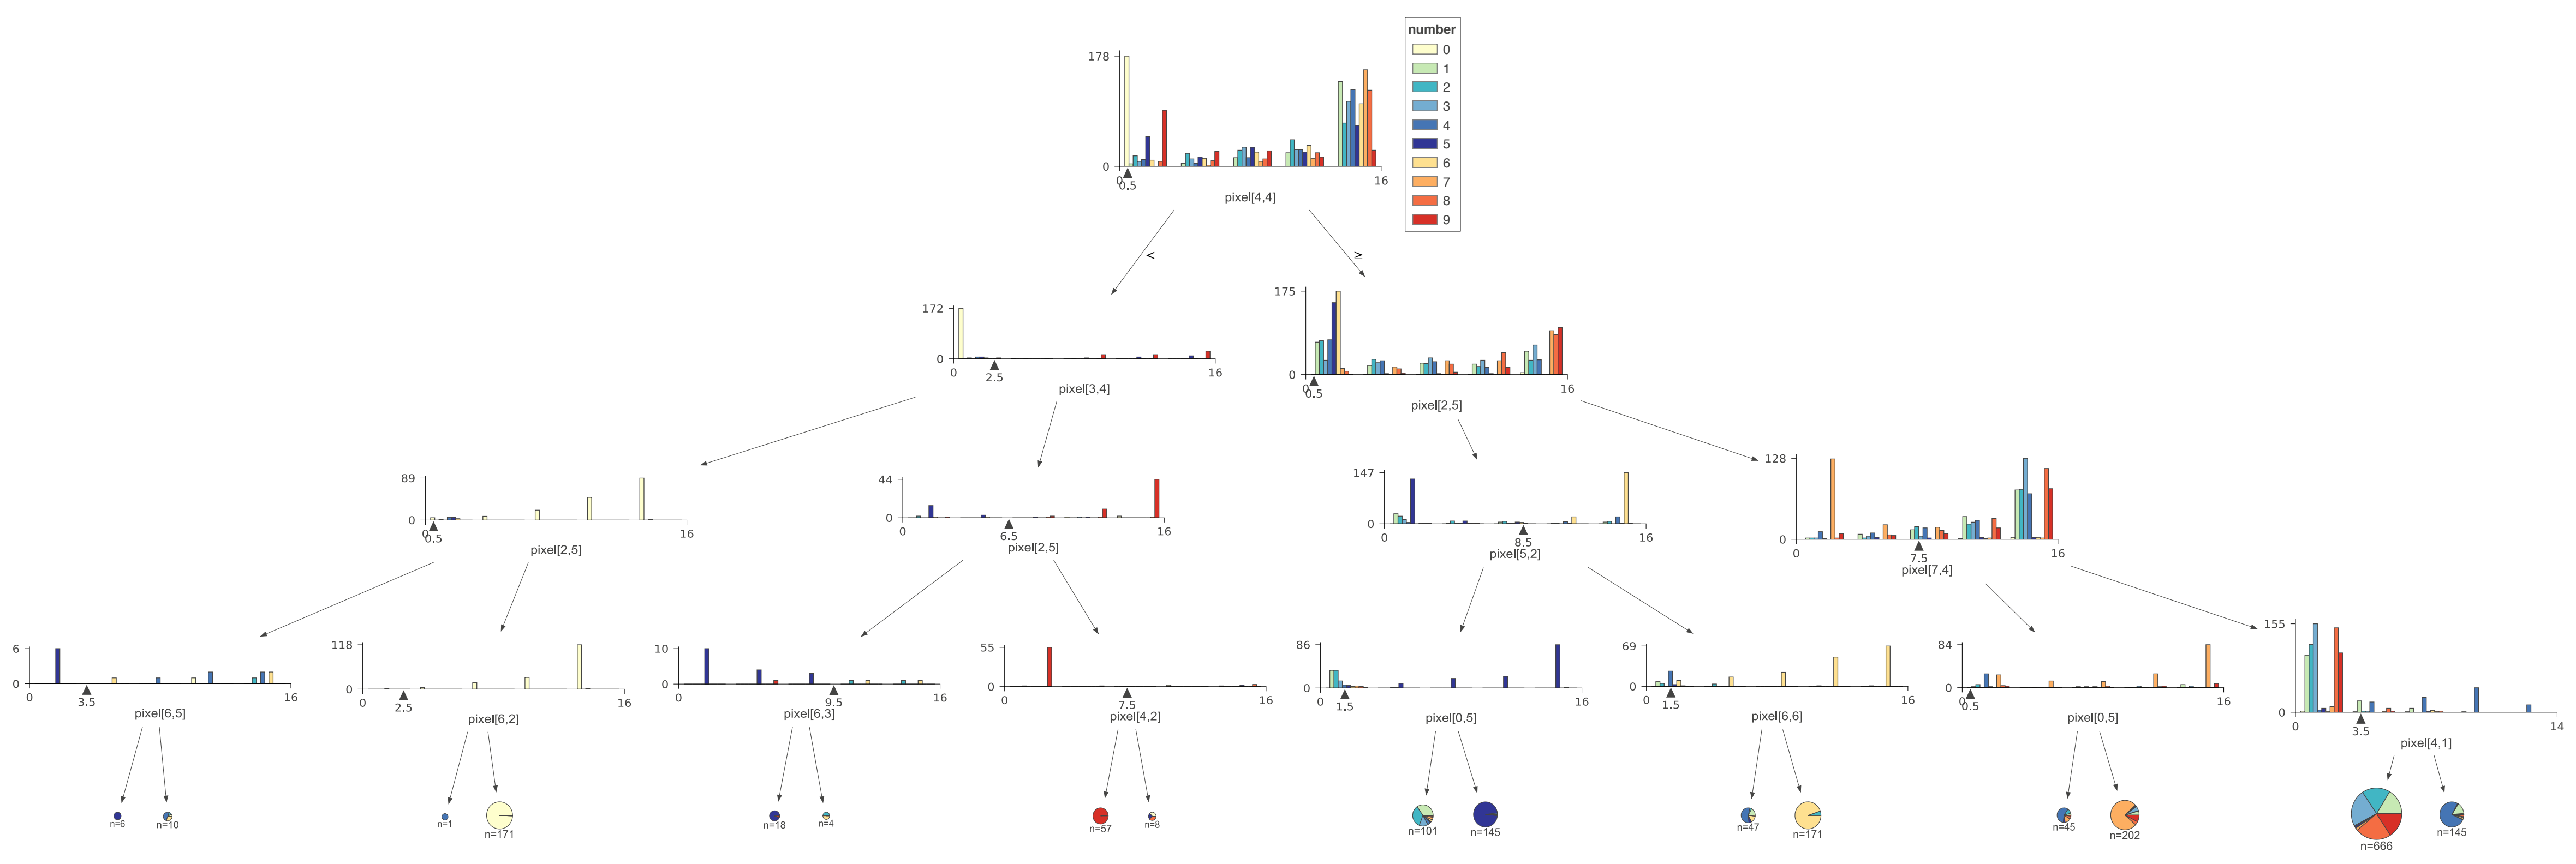 number
0
1
2
3
4
5
6
7
8
9
178
0
0
0.5
16
pixel[4,4]
<
≥
172
0
0
2.5
16
pixel[3,4]
175
0
0
0.5
16
pixel[2,5]
89
0
0
0.5
16
pixel[2,5]
44
0
0
6.5
16
pixel[2,5]
147
0
0
8.5
16
pixel[5,2]
128
0
0
7.5
16
pixel[7,4]
6
0
0
3.5
16
pixel[6,5]
118
0
0
2.5
16
pixel[6,2]
10
0
0
9.5
16
pixel[6,3]
55
0
0
7.5
16
pixel[4,2]
86
0
0
1.5
16
pixel[0,5]
69
0
0
1.5
16
pixel[6,6]
84
0
0
0.5
16
pixel[0,5]
155
0
0
3.5
14
pixel[4,1]
n=6
n=10
n=1
n=171
n=18
n=4
n=57
n=8
n=101
n=145
n=47
n=171
n=45
n=202
n=666
n=145